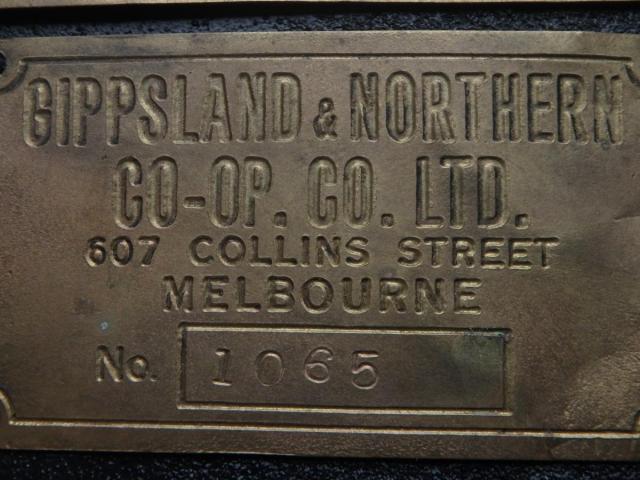 GIPPSLAND & NORTHERN
CO-OP. CO. LTD.
607 COLLINS STREET
MELBOURNE
No. 1065